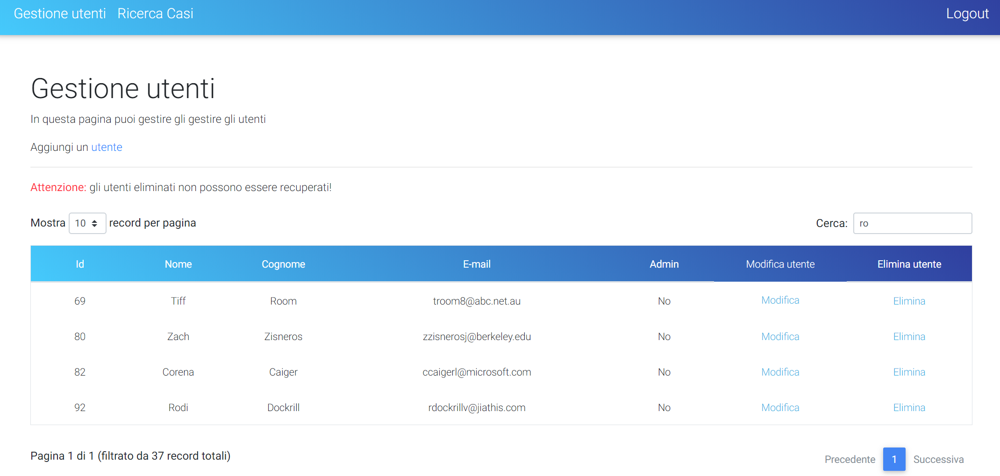 Gestione utenti Ricerca Casi Logout
Gestione utenti
In questa pagina puoi gestire gli gestire gli utenti
Aggiungi un utente
Attenzione: gli utenti eliminati non possono essere recuperati!
Mostra 10 record per pagina Cerca: ro
Id Nome Cognome E-mail Admin Modifica utente Elimina utente
69 Tiff Room troom8@abc.net.au No Modifica Elimina
80 Zach Zisneros zzisnerosj@berkeley.edu No Modifica Elimina
82 Corena Caiger ccaigerl@microsoft.com No Modifica Elimina
92 Rodi Dockrill rdockrillv@jiathis.com No Modifica Elimina
Pagina 1 di 1 (filtrato da 37 record totali) Precedente 1 Successiva